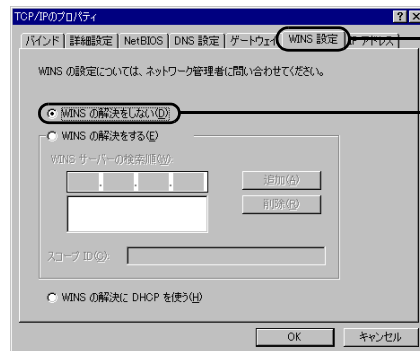 TCP/IPのプロパティ
バインド 詳細設定 NetBIOS DNS 設定 ゲートウェイ WINS 設定 IP アドレス
WINS の設定については、ネットワーク管理者に問い合わせてください。
WINS の解決をしない(D)
WINS の解決をする(E)
WINS サーバーの検索順(W):
追加(A)
削除(R)
スコープ ID(O):
WINS の解決に DHCP を使う(H)
OK キャンセル